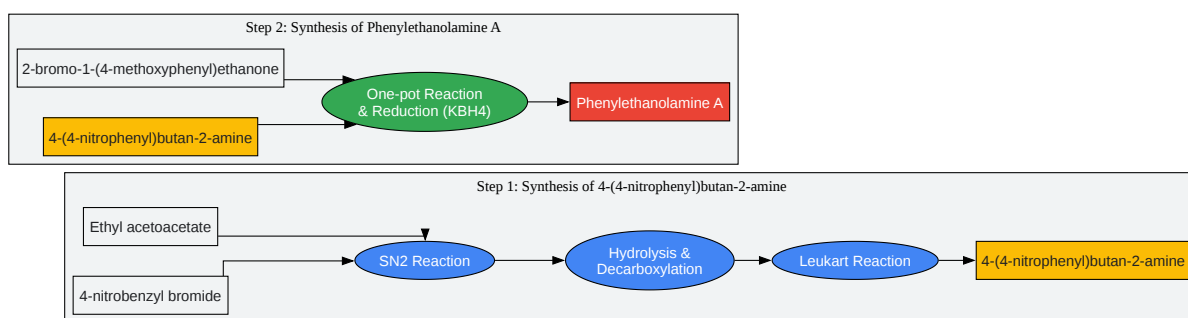 Step 2: Synthesis of Phenylethanolamine A
2-bromo-1-(4-methoxyphenyl)ethanone
One-pot Reaction
& Reduction (KBH4)
Phenylethanolamine A
4-(4-nitrophenyl)butan-2-amine
Step 1: Synthesis of 4-(4-nitrophenyl)butan-2-amine
Ethyl acetoacetate
SN2 Reaction
Hydrolysis &
Decarboxylation
Leukart Reaction
4-(4-nitrophenyl)butan-2-amine
4-nitrobenzyl bromide